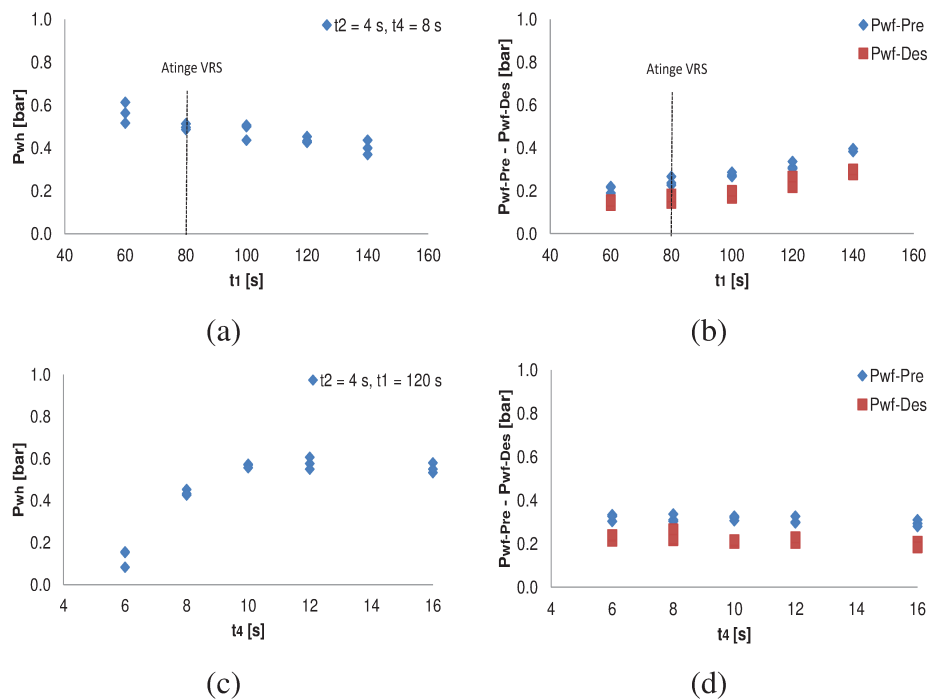 t2 = 4 s, t4 = 8 s
Atinge VRS
Pwh [bar]
1.0
0.8
0.6
0.4
0.2
0.0
40 60 80 100 120 140 160
t1 [s]
(a)
Pwf-Pre
Pwf-Des
Atinge VRS
Pwf-Pre - Pwf-Des [bar]
1.0
0.8
0.6
0.4
0.2
0.0
40 60 80 100 120 140 160
t1 [s]
(b)
t2 = 4 s, t1 = 120 s
Pwh [bar]
1.0
0.8
0.6
0.4
0.2
0.0
4 6 8 10 12 14 16
t4 [s]
(c)
Pwf-Pre
Pwf-Des
Pwf-Pre - Pwf-Des [bar]
1.0
0.8
0.6
0.4
0.2
0.0
4 6 8 10 12 14 16
t4 [s]
(d)